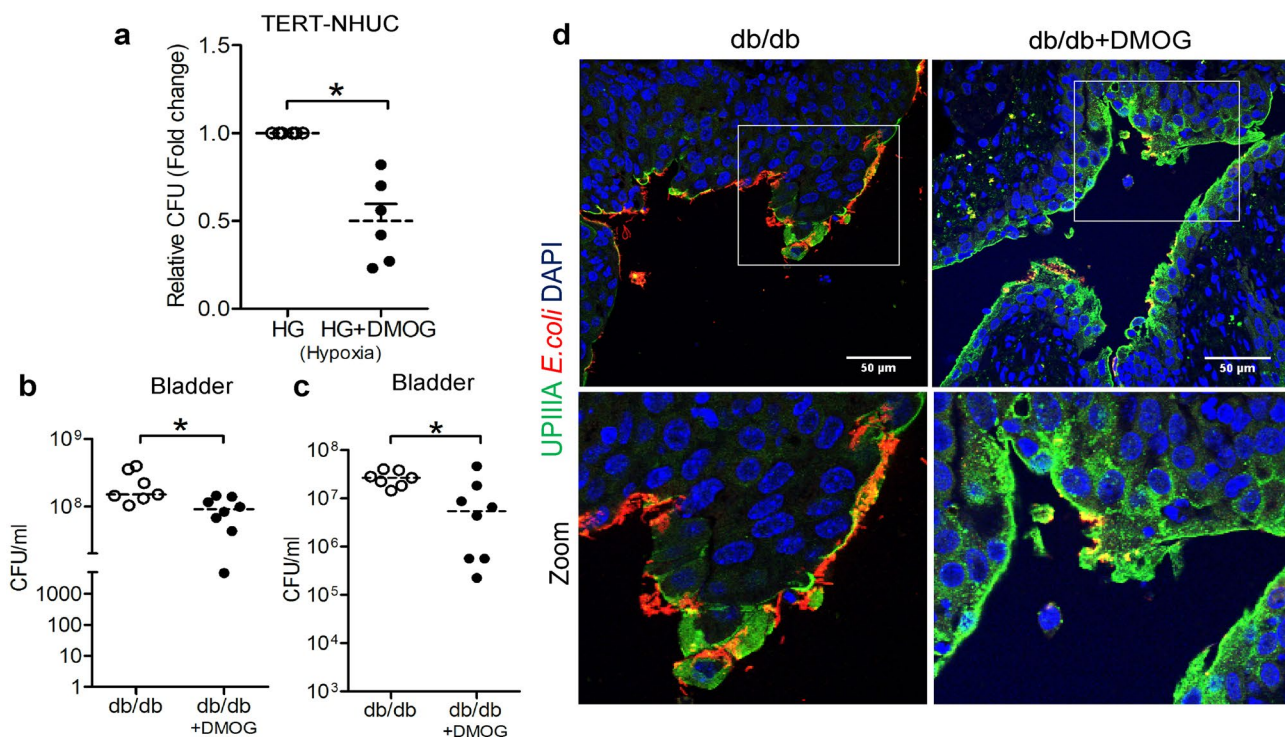 a
TERT-NHUC
Relative CFU (Fold change)
1.5
1.0
0.5
0.0
*
HG
HG+DMOG
(Hypoxia)
b
Bladder
CFU/ml
10⁹
10⁸
1000
100
10
1
*
db/db
db/db
+DMOG
c
Bladder
CFU/ml
10⁸
10⁷
10⁶
10⁵
10⁴
10³
*
db/db
db/db
+DMOG
d
db/db
db/db+DMOG
UPIIIA E.coli DAPI
50 µm
50 µm
Zoom